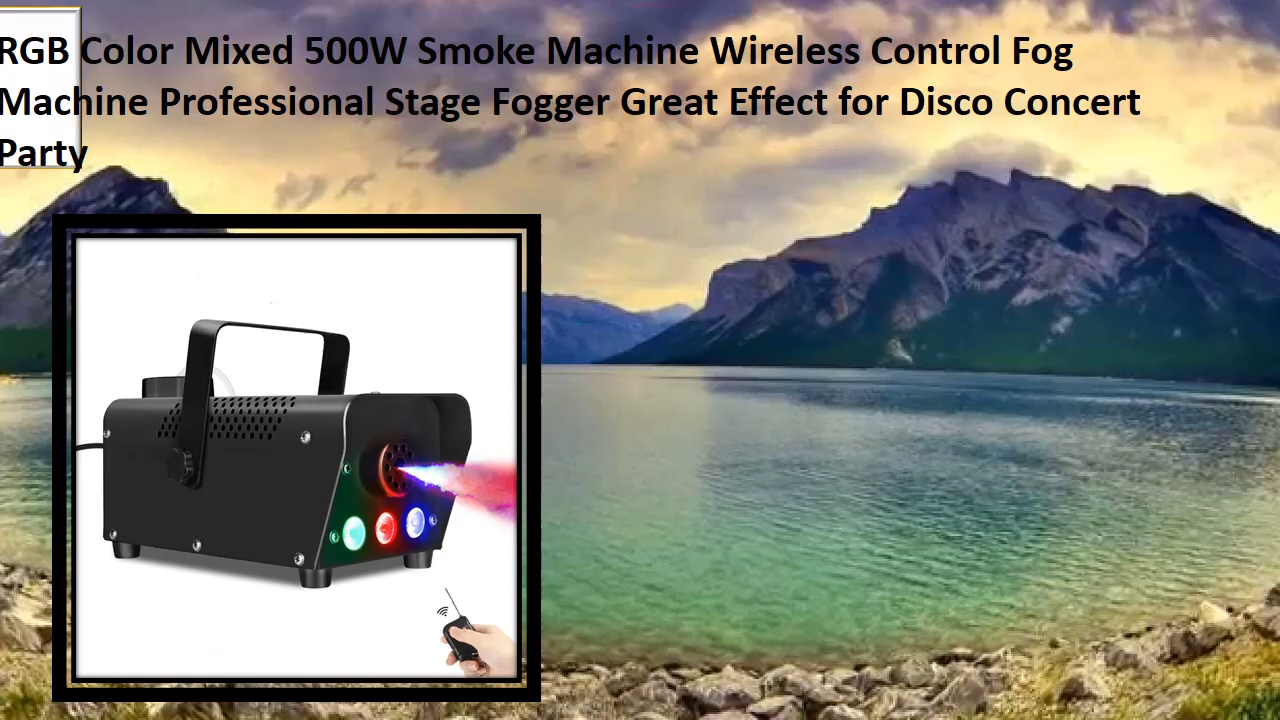 RGB Color Mixed 500W Smoke Machine Wireless Control Fog
Machine Professional Stage Fogger Great Effect for Disco Concert
Party